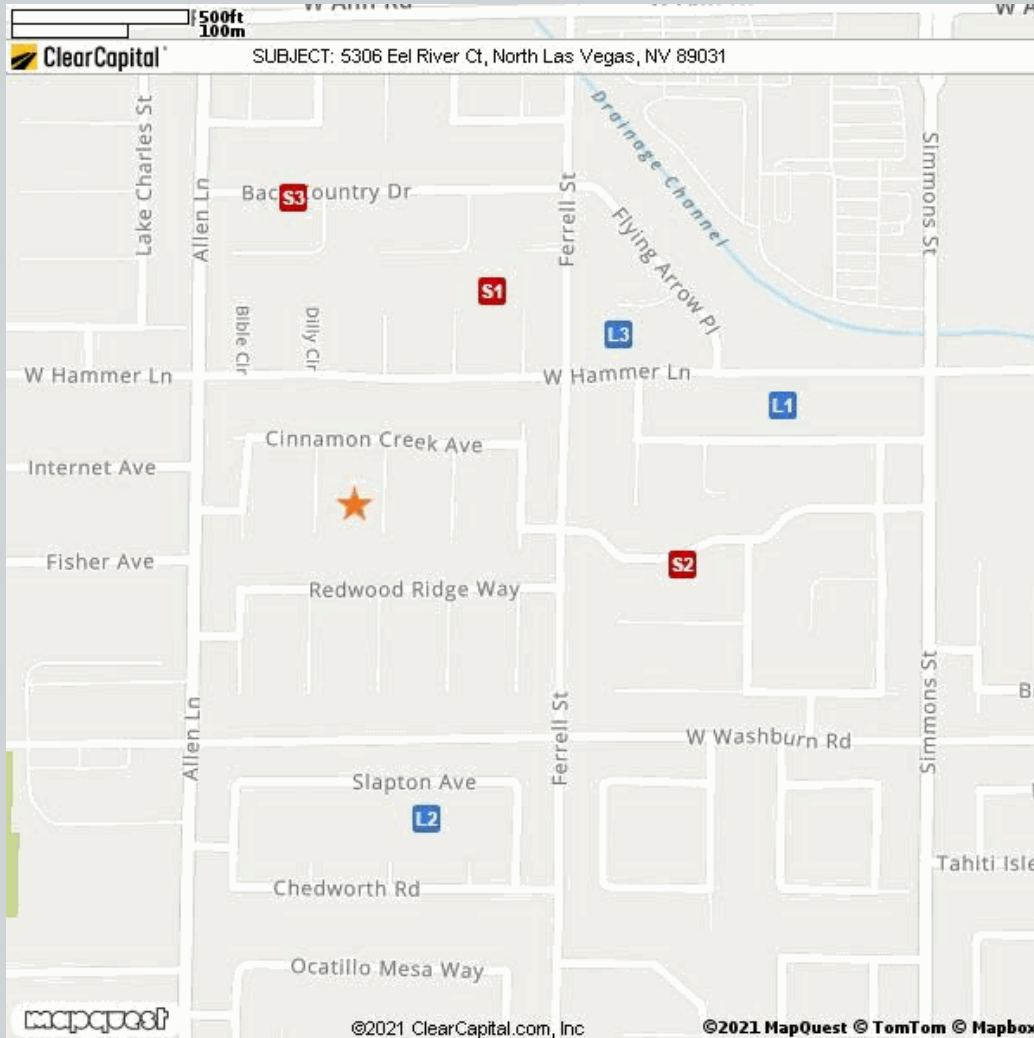 500ft
100m
ClearCapital
SUBJECT: 5306 Eel River Ct, North Las Vegas, NV 89031
W Ann Rd
Lake Charles St
Allen Ln
S3
Country Dr
Ferrell St
Drainage Channel
Simmons St
Flying Arrow Pl
S1
Bible Cir
Dilly Cir
L3
W Hammer Ln
W Hammer Ln
L1
Cinnamon Creek Ave
Internet Ave
Fisher Ave
S2
Redwood Ridge Way
Allen Ln
Ferrell St
Simmons St
W Washburn Rd
Slapton Ave
L2
Tahiti Isle
Chedworth Rd
Ocatillo Mesa Way
mapquest
©2021 ClearCapital.com, Inc
©2021 MapQuest © TomTom © Mapbox